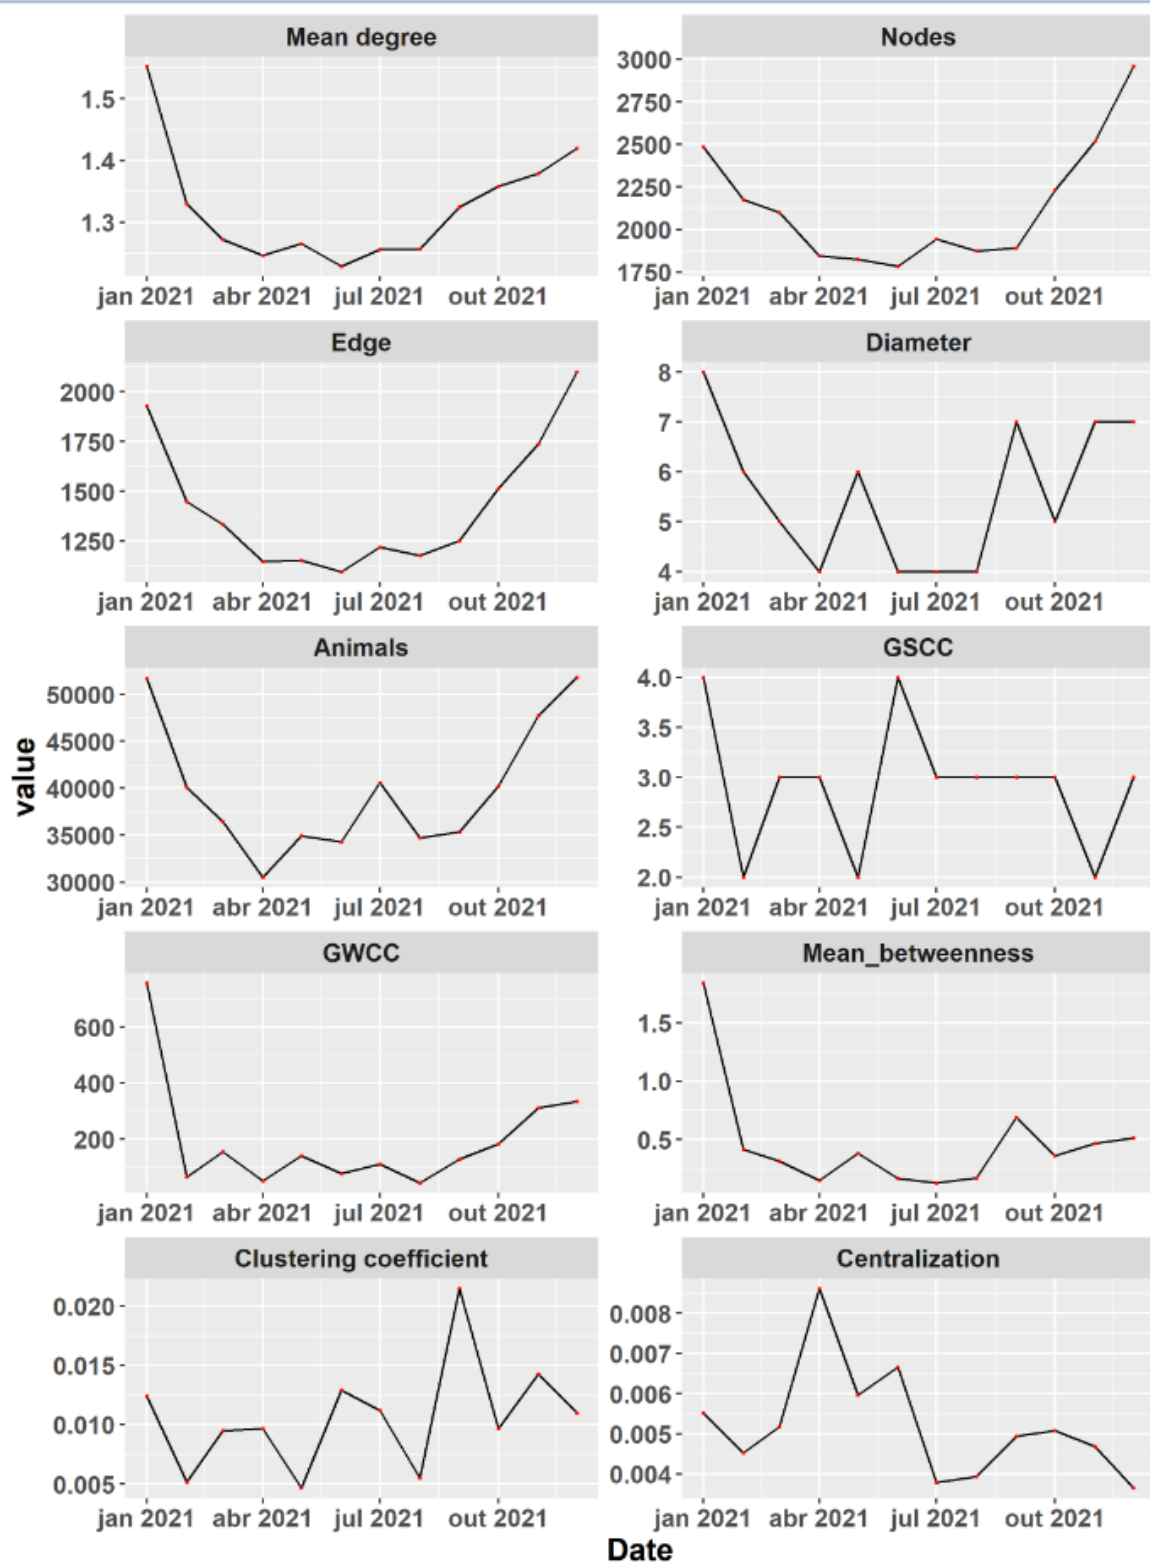 Mean degree
1.5
1.4
1.3
jan 2021 abr 2021 jul 2021 out 2021
Nodes
3000
2750
2500
2250
2000
1750
jan 2021 abr 2021 jul 2021 out 2021
Edge
2000
1750
1500
1250
jan 2021 abr 2021 jul 2021 out 2021
Diameter
8
7
6
5
4
jan 2021 abr 2021 jul 2021 out 2021
value
Animals
50000
45000
40000
35000
30000
jan 2021 abr 2021 jul 2021 out 2021
GSCC
4.0
3.5
3.0
2.5
2.0
jan 2021 abr 2021 jul 2021 out 2021
GWCC
600
400
200
jan 2021 abr 2021 jul 2021 out 2021
Mean_betweenness
1.5
1.0
0.5
jan 2021 abr 2021 jul 2021 out 2021
Clustering coefficient
0.020
0.015
0.010
0.005
jan 2021 abr 2021 jul 2021 out 2021
Centralization
0.008
0.007
0.006
0.005
0.004
jan 2021 abr 2021 jul 2021 out 2021
Date